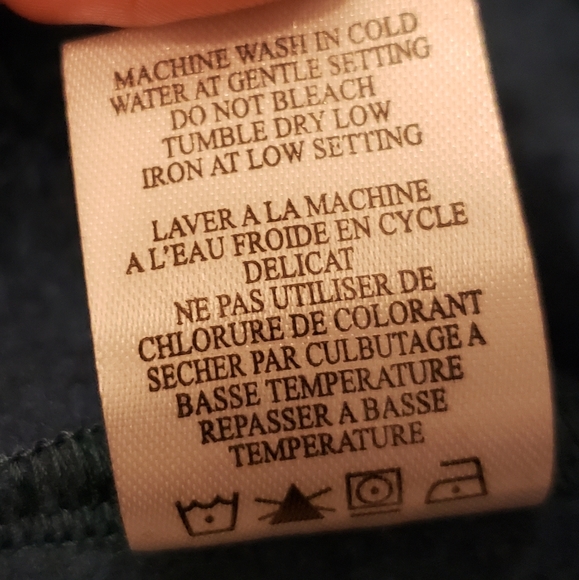 MACHINE WASH IN COLD
WATER AT GENTLE SETTING
DO NOT BLEACH
TUMBLE DRY LOW
IRON AT LOW SETTING
LAVER A LA MACHINE
A L'EAU FROIDE EN CYCLE
DELICAT
NE PAS UTILISER DE
CHLORURE DE COLORANT
SECHER PAR CULBUTAGE A
BASSE TEMPERATURE
REPASSER A BASSE
TEMPERATURE